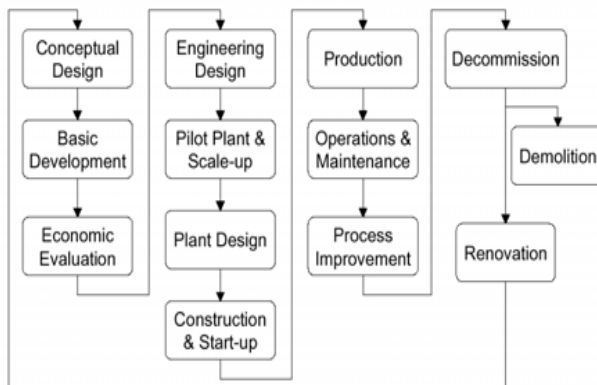 Conceptual
Design
Basic
Development
Economic
Evaluation
Engineering
Design
Pilot Plant &
Scale-up
Plant Design
Construction
& Start-up
Production
Operations &
Maintenance
Process
Improvement
Decommission
Demolition
Renovation